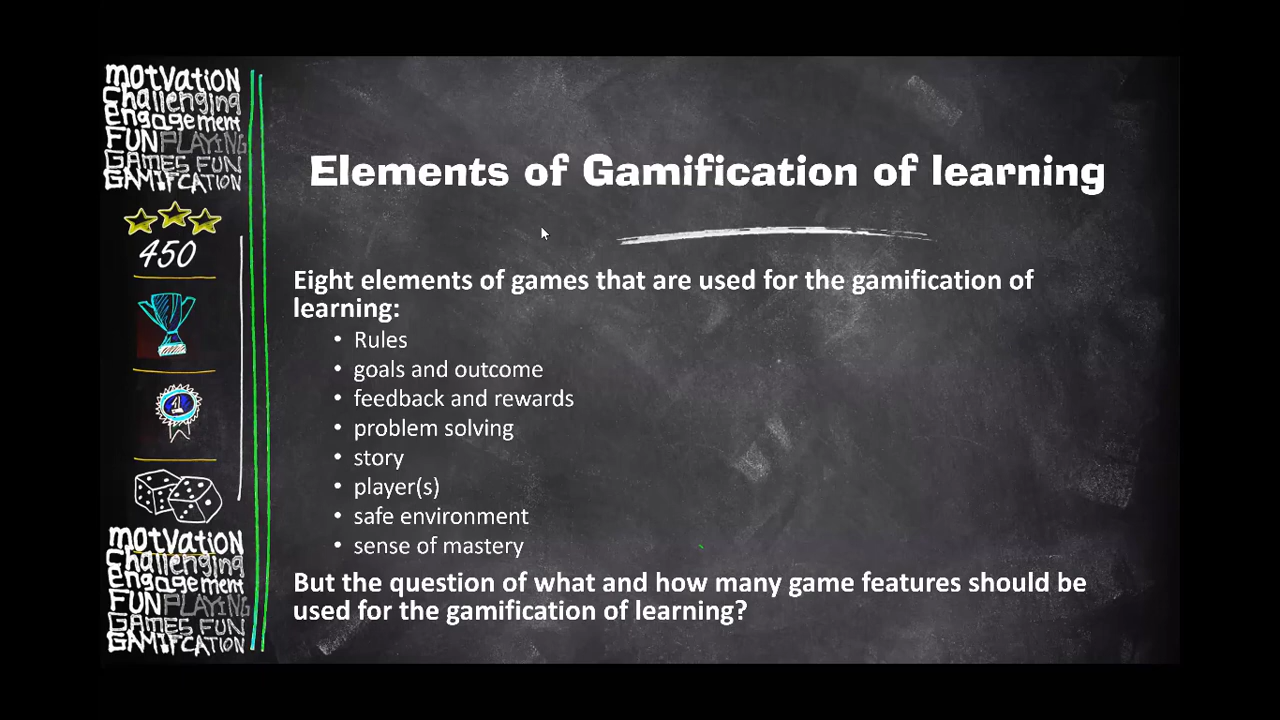 motVation
Challenging
Engagement
FUN PLAYING
GAMES FUN
GAMIFCATION
450
1
motVation
Challenging
Engagement
FUN PLAYING
GAMES FUN
GAMIFCATION
Elements of Gamification of learning
Eight elements of games that are used for the gamification of
learning:
• Rules
• goals and outcome
• feedback and rewards
• problem solving
• story
• player(s)
• safe environment
• sense of mastery
But the question of what and how many game features should be
used for the gamification of learning?